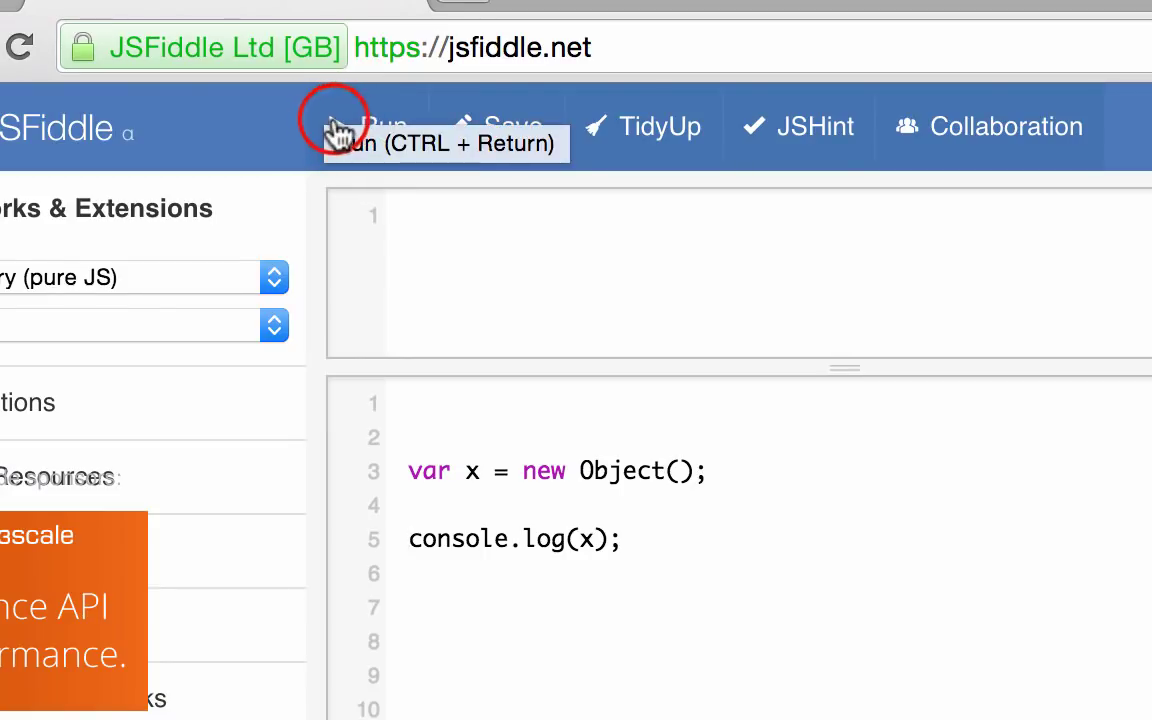 JSFiddle Ltd [GB] https://jsfiddle.net
SFiddle α
Run Save TidyUp JSHint Collaboration
un (CTRL + Return)
rks & Extensions
ry (pure JS)
tions
Resources
sponsors:
3scale
nce API
rmance.
ks
1
1
2
3 var x = new Object();
4
5 console.log(x);
6
7
8
9
10